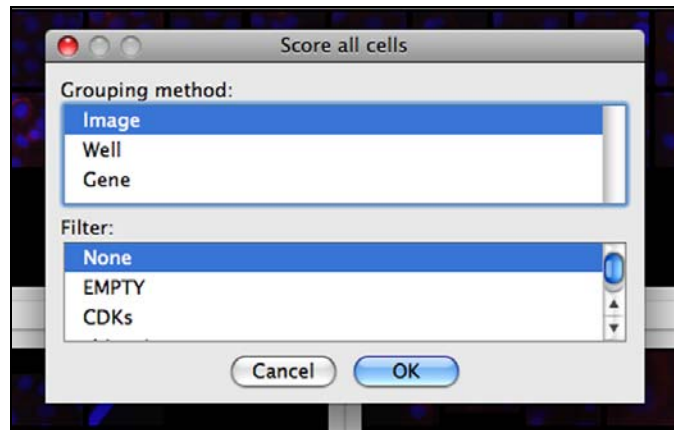 Score all cells
Grouping method:
Image
Well
Gene
Filter:
None
EMPTY
CDKs
Cancel OK